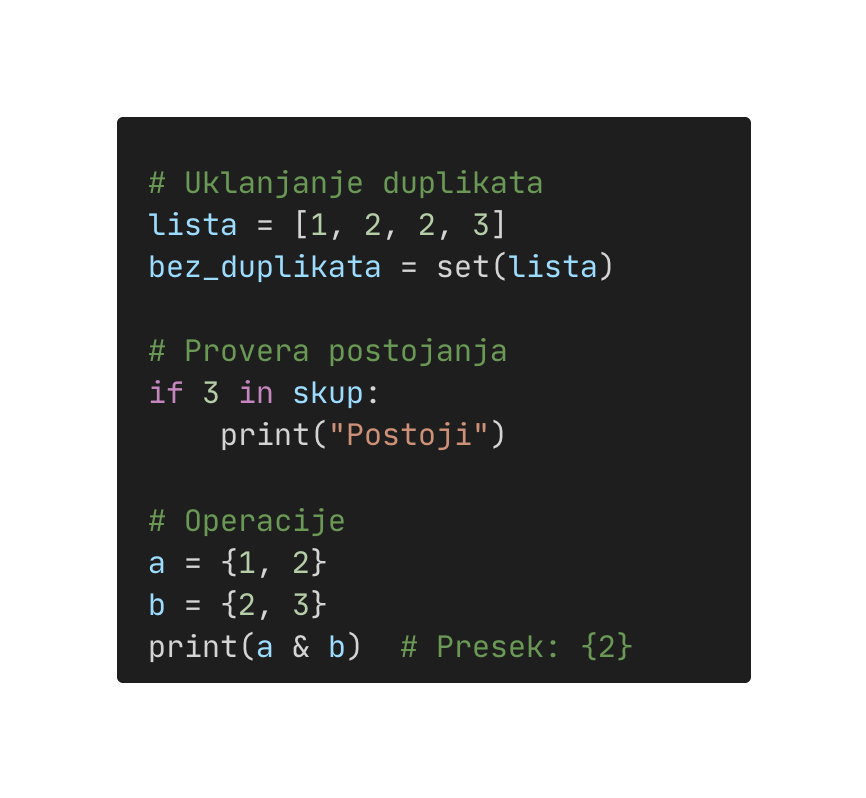 # Uklanjanje duplikata
lista = [1, 2, 2, 3]
bez_duplikata = set(lista)
# Provera postojanja
if 3 in skup:
    print("Postoji")
# Operacije
a = {1, 2}
b = {2, 3}
print(a & b)  # Presek: {2}